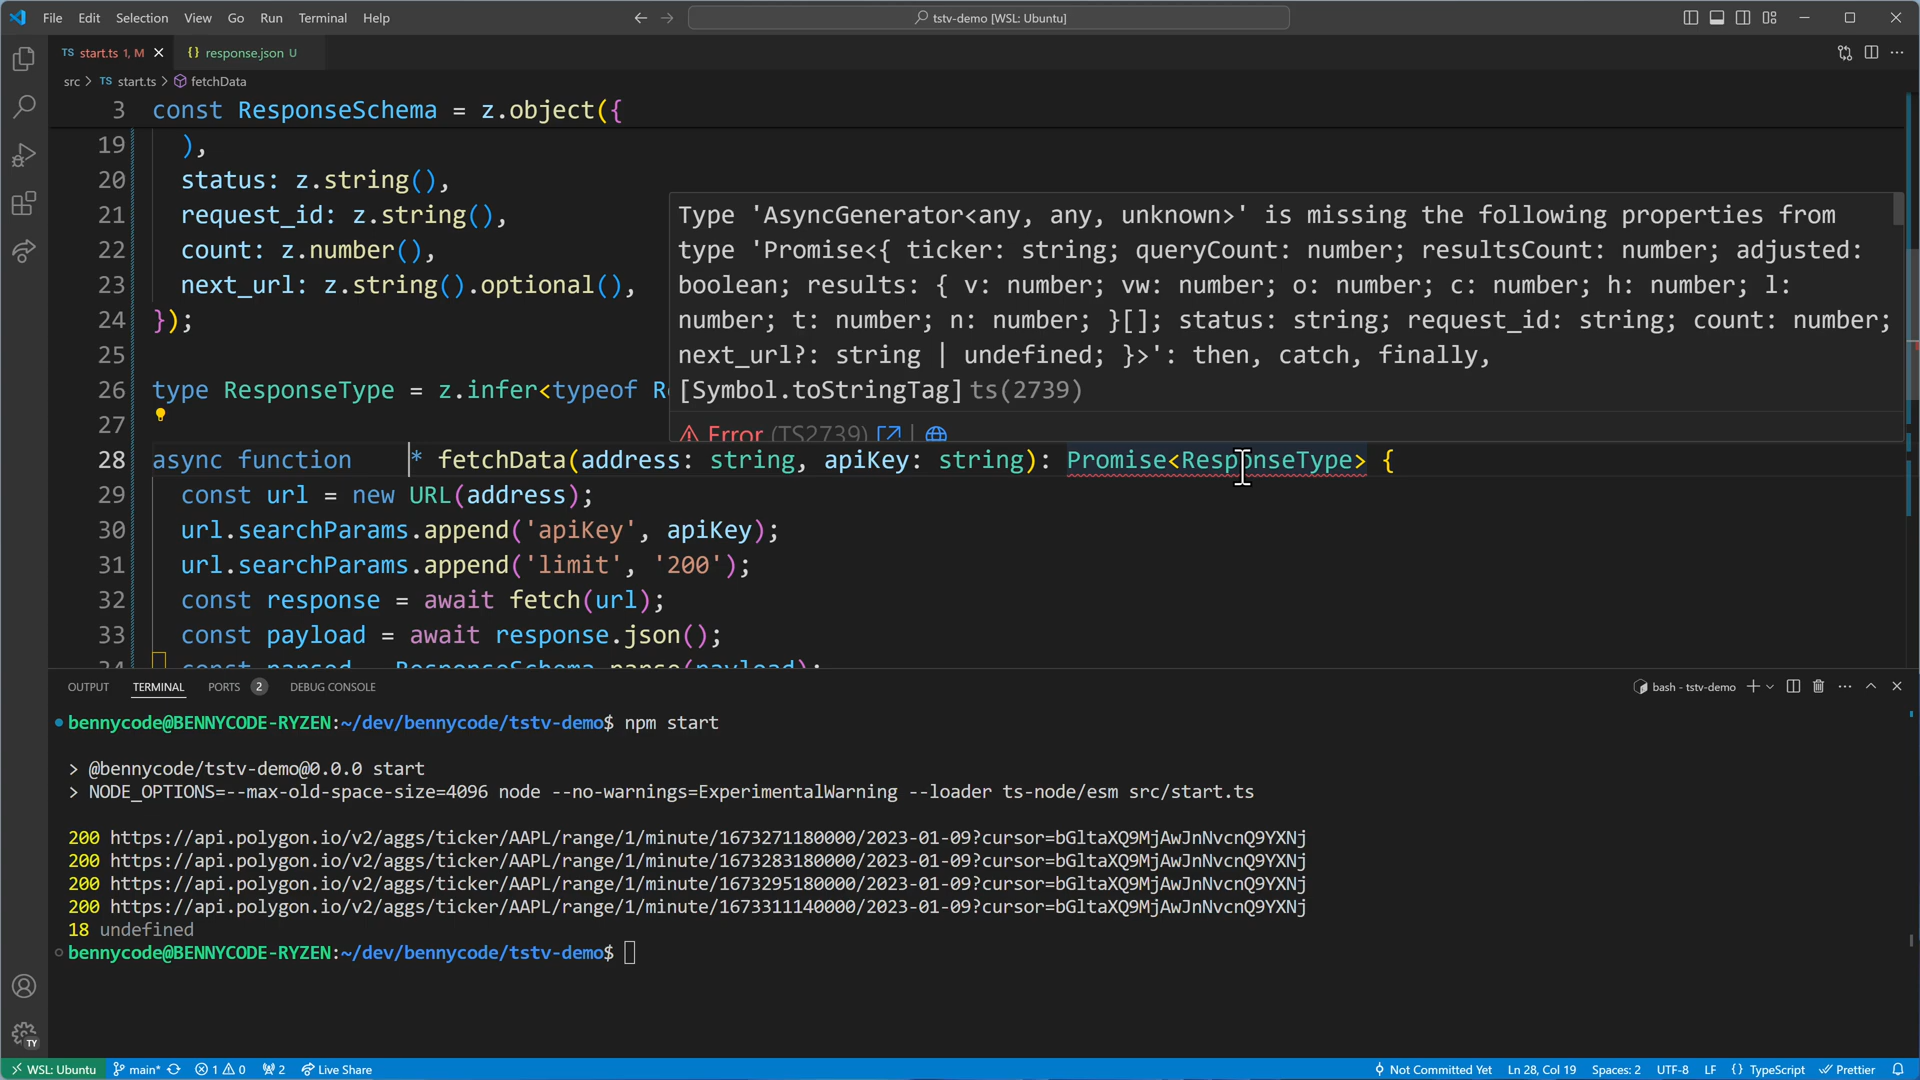 File Edit Selection View Go Run Terminal Help
tstv-demo [WSL: Ubuntu]
TS start.ts 1, M
{} response.json U
src > TS start.ts > fetchData
3 const ResponseSchema = z.object({
19 ),
20 status: z.string(),
21 request_id: z.string(),
22 count: z.number(),
23 next_url: z.string().optional(),
24 });
25
26 type ResponseType = z.infer<typeof R
27
28 async function * fetchData(address: string, apiKey: string): Promise<ResponseType> {
29 const url = new URL(address);
30 url.searchParams.append('apiKey', apiKey);
31 url.searchParams.append('limit', '200');
32 const response = await fetch(url);
33 const payload = await response.json();
34 const parsed = ResponseSchema.parse(payload);
Type 'AsyncGenerator<any, any, unknown>' is missing the following properties from
type 'Promise<{ ticker: string; queryCount: number; resultsCount: number; adjusted:
boolean; results: { v: number; vw: number; o: number; c: number; h: number; l:
number; t: number; n: number; }[]; status: string; request_id: string; count: number;
next_url?: string | undefined; }>': then, catch, finally,
[Symbol.toStringTag] ts(2739)
Error (TS2739) |
OUTPUT TERMINAL PORTS 2 DEBUG CONSOLE
bash - tstv-demo
bennycode@BENNYCODE-RYZEN:~/dev/bennycode/tstv-demo$ npm start
> @bennycode/tstv-demo@0.0.0 start
> NODE_OPTIONS=--max-old-space-size=4096 node --no-warnings=ExperimentalWarning --loader ts-node/esm src/start.ts
200 https://api.polygon.io/v2/aggs/ticker/AAPL/range/1/minute/1673271180000/2023-01-09?cursor=bGltaXQ9MjAwJnNvcnQ9YXNj
200 https://api.polygon.io/v2/aggs/ticker/AAPL/range/1/minute/1673283180000/2023-01-09?cursor=bGltaXQ9MjAwJnNvcnQ9YXNj
200 https://api.polygon.io/v2/aggs/ticker/AAPL/range/1/minute/1673295180000/2023-01-09?cursor=bGltaXQ9MjAwJnNvcnQ9YXNj
200 https://api.polygon.io/v2/aggs/ticker/AAPL/range/1/minute/1673311140000/2023-01-09?cursor=bGltaXQ9MjAwJnNvcnQ9YXNj
18 undefined
bennycode@BENNYCODE-RYZEN:~/dev/bennycode/tstv-demo$
TY
WSL: Ubuntu main* 1 0 2 Live Share
Not Committed Yet Ln 28, Col 19 Spaces: 2 UTF-8 LF {} TypeScript Prettier